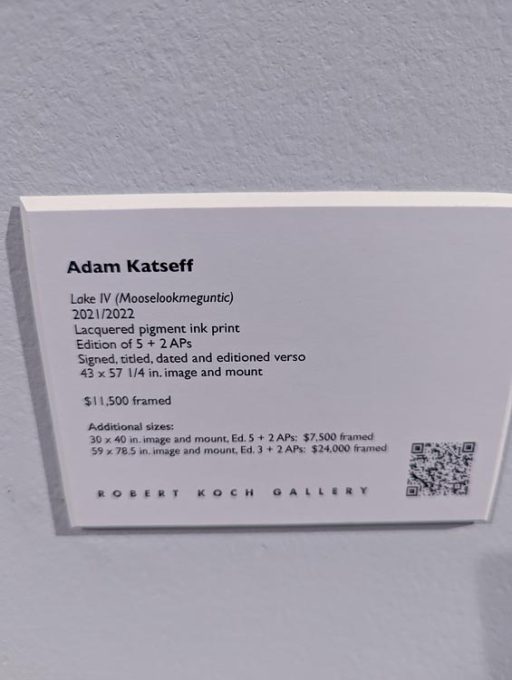 Adam Katseff
Lake IV (Mooselookmeguntic)
2021/2022
Lacquered pigment ink print
Edition of 5 + 2 APs
Signed, titled, dated and editioned verso
43 x 57 1/4 in. image and mount
$11,500 framed
Additional sizes:
30 x 40 in. image and mount, Ed. 5 + 2 APs: $7,500 framed
59 x 78.5 in. image and mount, Ed. 3 + 2 APs: $24,000 framed
ROBERT KOCH GALLERY